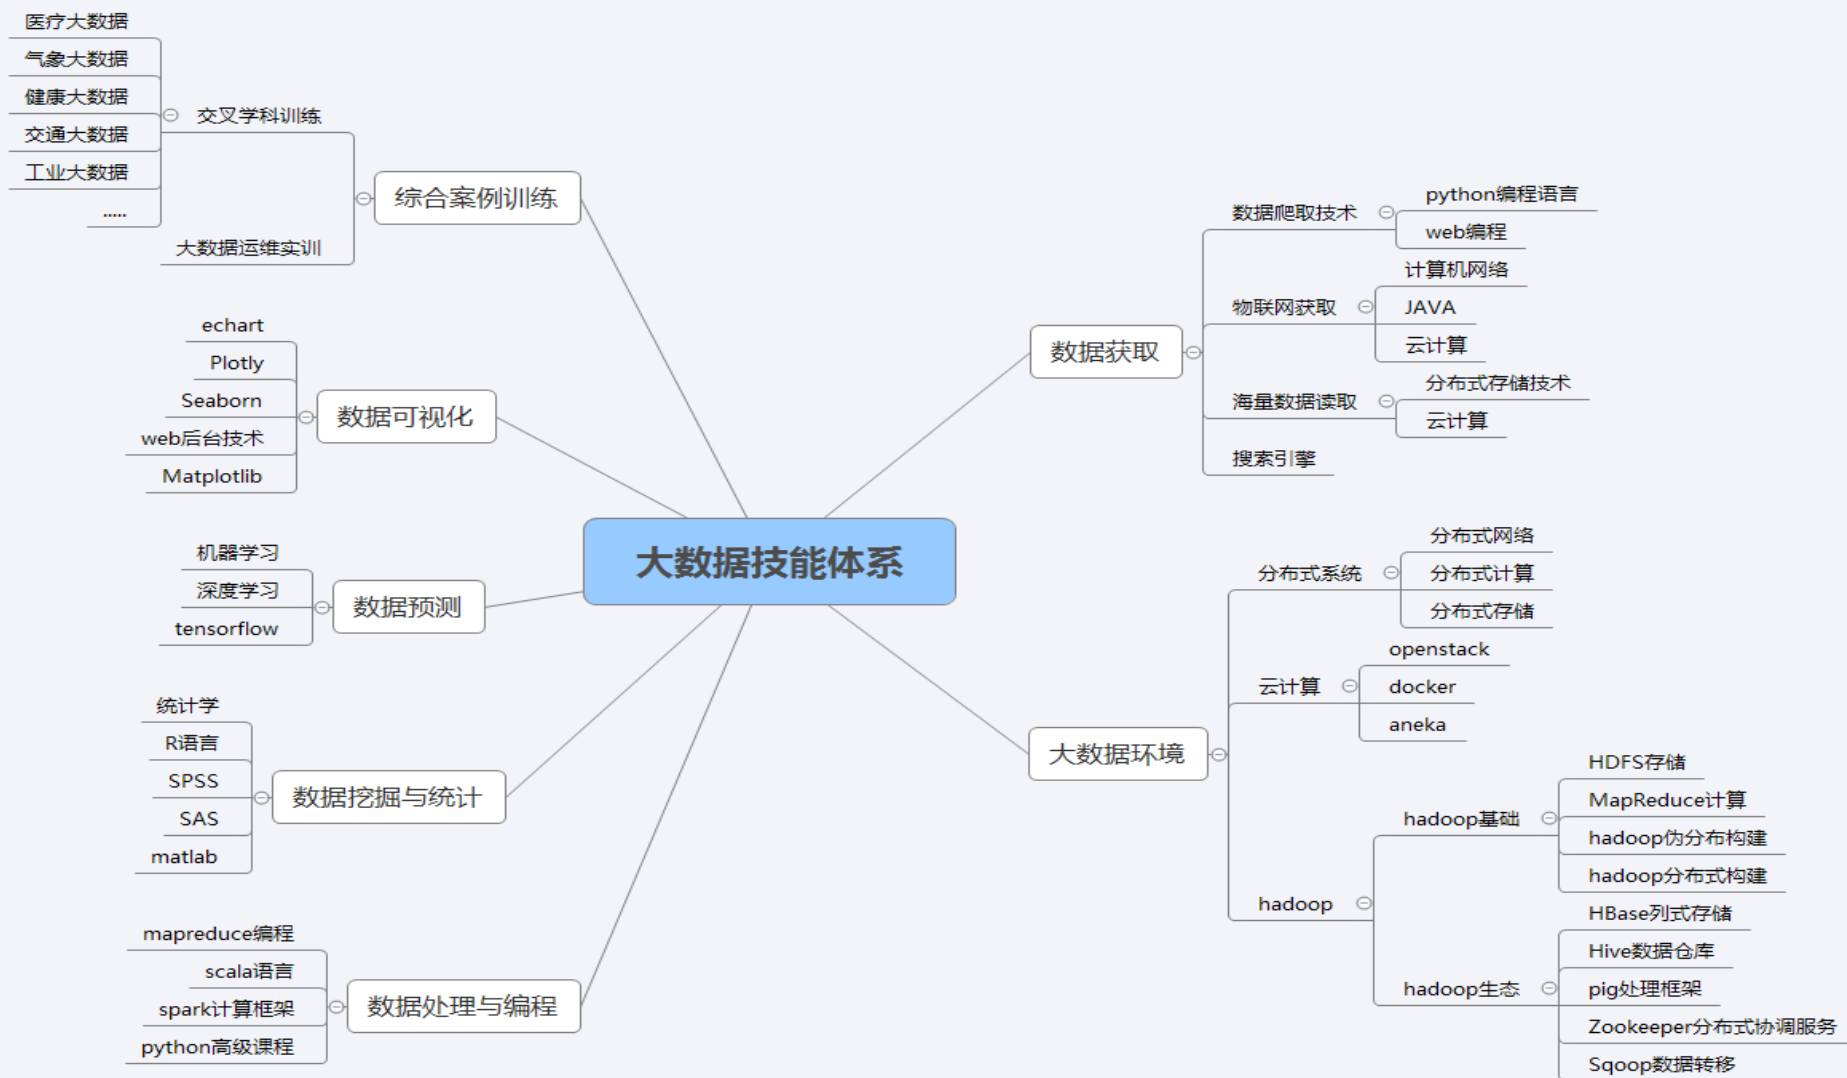 大数据技能体系
综合案例训练
交叉学科训练
医疗大数据
气象大数据
健康大数据
交通大数据
工业大数据
.....
大数据运维实训
数据可视化
echart
Plotly
Seaborn
web后台技术
Matplotlib
数据预测
机器学习
深度学习
tensorflow
数据挖掘与统计
统计学
R语言
SPSS
SAS
matlab
数据处理与编程
mapreduce编程
scala语言
spark计算框架
python高级课程
数据获取
数据爬取技术
python编程语言
web编程
物联网获取
计算机网络
JAVA
云计算
海量数据读取
分布式存储技术
云计算
搜索引擎
大数据环境
分布式系统
分布式网络
分布式计算
分布式存储
云计算
openstack
docker
aneka
hadoop
hadoop基础
HDFS存储
MapReduce计算
hadoop伪分布构建
hadoop分布式构建
hadoop生态
HBase列式存储
Hive数据仓库
pig处理框架
Zookeeper分布式协调服务
Sqoop数据转移